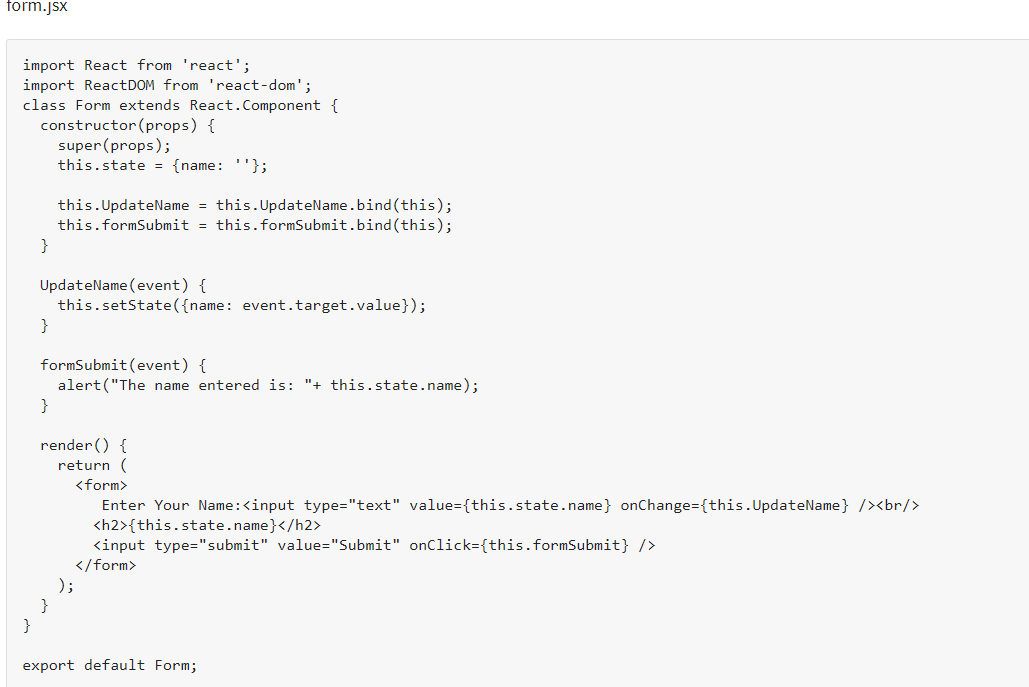 form.jsx
import React from 'react';
import ReactDOM from 'react-dom';
class Form extends React.Component {
  constructor(props) {
    super(props);
    this.state = {name: ''};

    this.UpdateName = this.UpdateName.bind(this);
    this.formSubmit = this.formSubmit.bind(this);
  }

  UpdateName(event) {
    this.setState({name: event.target.value});
  }

  formSubmit(event) {
    alert("The name entered is: "+ this.state.name);
  }

  render() {
    return (
      <form>
         Enter Your Name:<input type="text" value={this.state.name} onChange={this.UpdateName} /><br/>
        <h2>{this.state.name}</h2>
        <input type="submit" value="Submit" onClick={this.formSubmit} />
      </form>
    );
  }
}

export default Form;